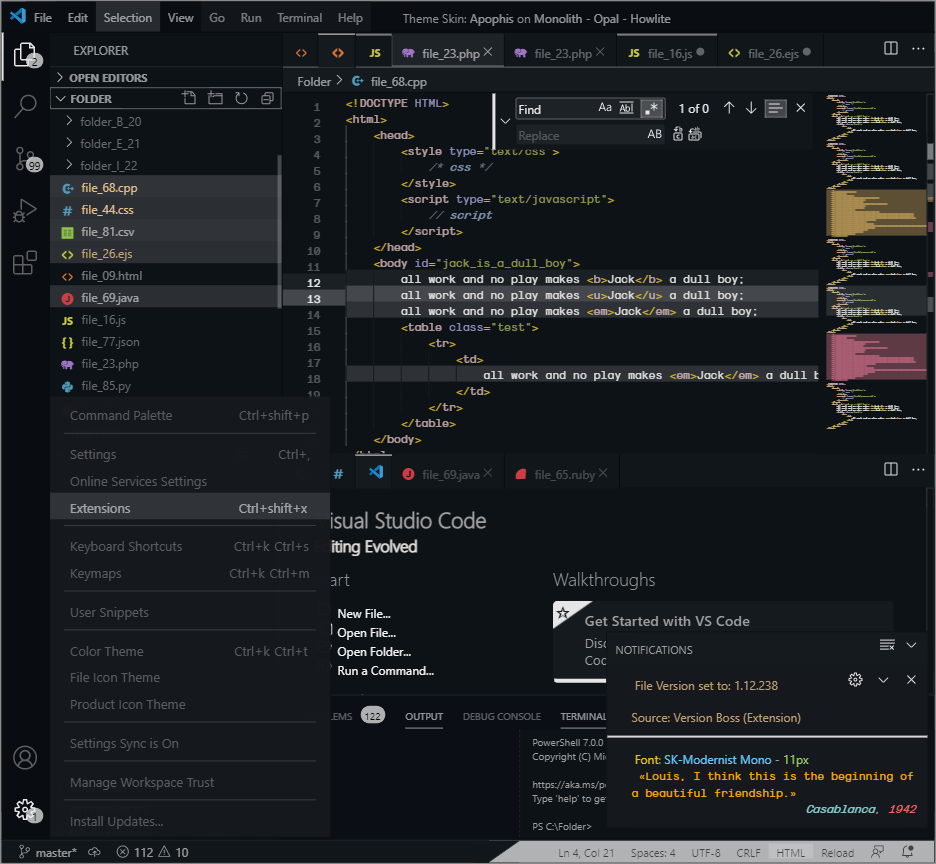 File Edit Selection View Go Run Terminal Help Theme Skin: Apophis on Monolith - Opal - Howlite
2
99
1
EXPLORER
OPEN EDITORS
FOLDER
folder_B_20
folder_E_21
folder_I_22
file_68.cpp
file_44.css
file_81.csv
file_26.ejs
file_09.html
file_69.java
JS file_16.js
file_77.json
file_23.php
file_85.py
JS file_23.php file_23.php JS file_16.js file_26.ejs
Folder file_68.cpp
Find Aa Abl .* 1 of 0
Replace AB
1 <!DOCTYPE HTML>
2 <html>
3 <head>
4 <style type="text/css">
5 /* css */
6 </style>
7 <script type="text/javascript">
8 // script
9 </script>
10 </head>
11 <body id="jack_is_a_dull_boy">
12 all work and no play makes <b>Jack</b> a dull boy;
13 all work and no play makes <u>Jack</u> a dull boy;
14 all work and no play makes <em>Jack</em> a dull boy;
15 <table class="test">
16 <tr>
17 <td>
18 all work and no play makes <em>Jack</em> a dull b
19 </td>
</tr>
</table>
</body>
Command Palette Ctrl+shift+p
Settings Ctrl+,
Online Services Settings
Extensions Ctrl+shift+x
Keyboard Shortcuts Ctrl+k Ctrl+s
Keymaps Ctrl+k Ctrl+m
User Snippets
Color Theme Ctrl+k Ctrl+t
File Icon Theme
Product Icon Theme
Settings Sync is On
Manage Workspace Trust
Install Updates...
# file_69.java file_65.ruby
isual Studio Code
iting Evolved
art
New File...
Open File...
Open Folder...
Run a Command...
Walkthroughs
Get Started with VS Code
Disc
Coc
LEMS 122 OUTPUT DEBUG CONSOLE TERMINAL
PowerShell 7.0.0
Copyright (C) Mi
https://aka.ms/p
Type 'help' to ge
PS C:\Folder>
NOTIFICATIONS
File Version set to: 1.12.238
Source: Version Boss (Extension)
Font: SK-Modernist Mono - 11px
«Louis, I think this is the beginning of
a beautiful friendship.»
Casablanca, 1942
master* 112 10 Ln 4, Col 21 Spaces: 4 UTF-8 CRLF HTML Reload